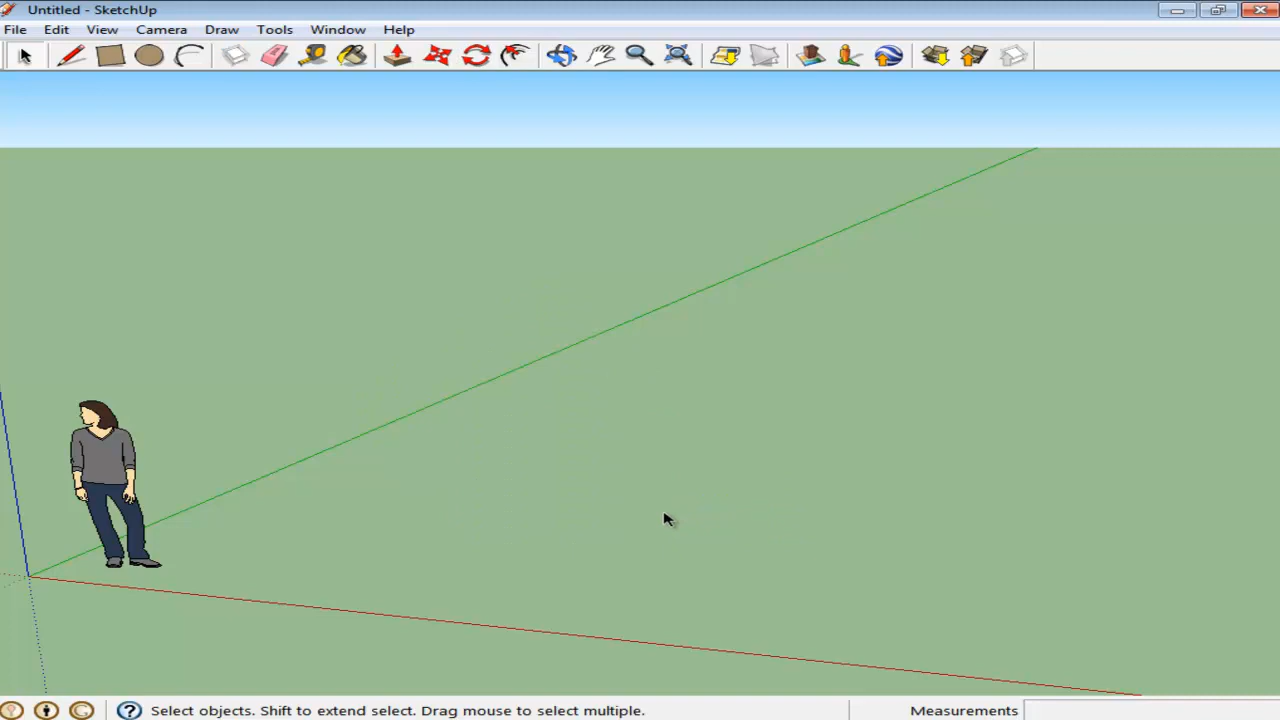 Untitled - SketchUp
File Edit View Camera Draw Tools Window Help
Select objects. Shift to extend select. Drag mouse to select multiple. Measurements